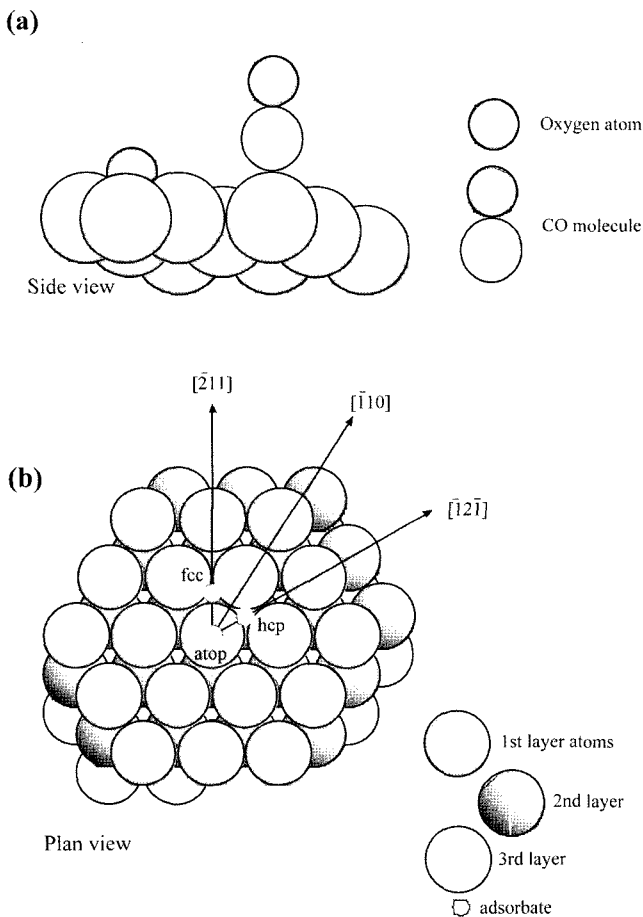 (a)
Oxygen atom
CO molecule
Side view
[2̄11]
[1̄10]
(b)
[1̄21̄]
fcc
hcp
atop
1st layer atoms
2nd layer
3rd layer
Plan view
adsorbate